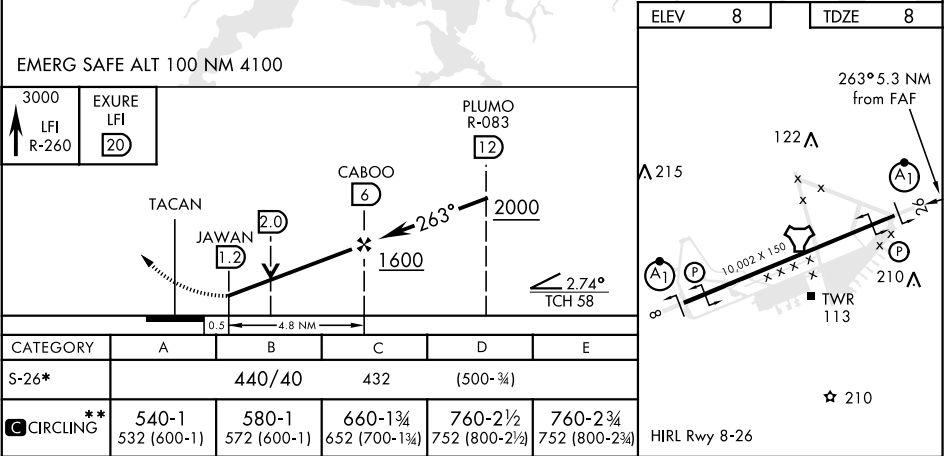 EMERG SAFE ALT 100 NM 4100
3000
LFI
R-260
EXURE
LFI
20
TACAN
JAWAN
1.2
2.0
CABOO
6
1600
263°
PLUMO
R-083
12
2000
2.74°
TCH 58
0.5
4.8 NM
CATEGORY A B C D E
S-26* 440/40 432 (500-¾)
C CIRCLING** 540-1 580-1 660-1¾ 760-2½ 760-2¾
532 (600-1) 572 (600-1) 652 (700-1¾) 752 (800-2½) 752 (800-2¾)
ELEV 8 TDZE 8
263° 5.3 NM
from FAF
122
215
A1
26
P
10,002 X 150
210
A1
P
8
TWR
113
210
HIRL Rwy 8-26